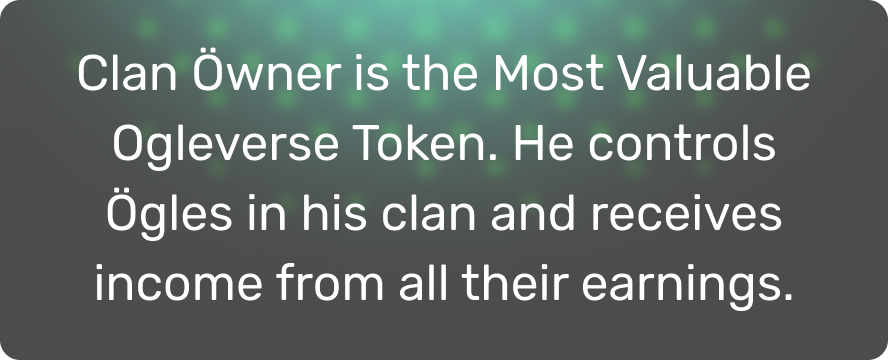 Clan Öwner is the Most Valuable
Ogleverse Token. He controls
Ögles in his clan and receives
income from all their earnings.